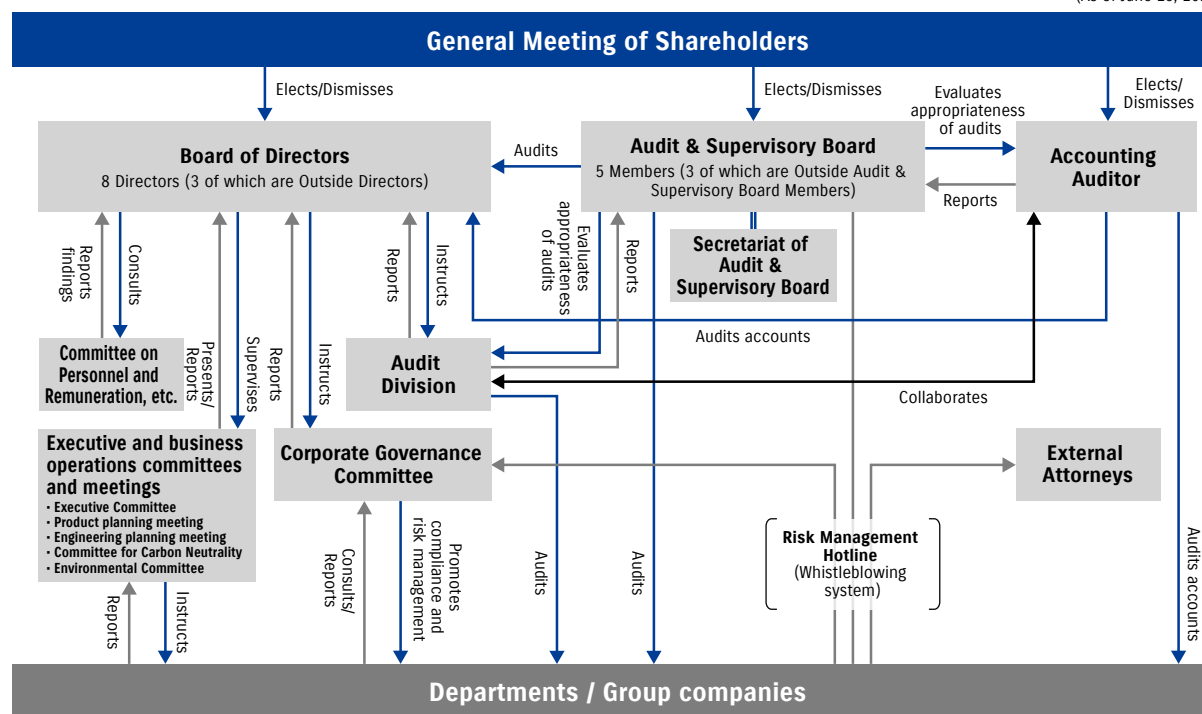 General Meeting of Shareholders
Elects/Dismisses
Elects/Dismisses
Elects/
Dismisses
Evaluates
appropriateness
of audits
Board of Directors
8 Directors (3 of which are Outside Directors)
Audits
Audit & Supervisory Board
5 Members (3 of which are Outside Audit &
Supervisory Board Members)
Accounting
Auditor
Reports
Reports
findings
Consults
Reports
Instructs
Evaluates
appropriateness
of audits
Reports
Secretariat of
Audit &
Supervisory Board
Audits accounts
Committee on
Personnel and
Remuneration, etc.
Presents/
Reports
Supervises
Reports
Instructs
Audit
Division
Collaborates
Executive and business
operations committees
and meetings
・Executive Committee
・Product planning meeting
・Engineering planning meeting
・Committee for Carbon Neutrality
・Environmental Committee
Corporate Governance
Committee
External
Attorneys
Risk Management
Hotline
(Whistleblowing
system)
Reports
Instructs
Consults/
Reports
Promotes
compliance and
risk management
Audits
Audits
Audits accounts
Departments / Group companies